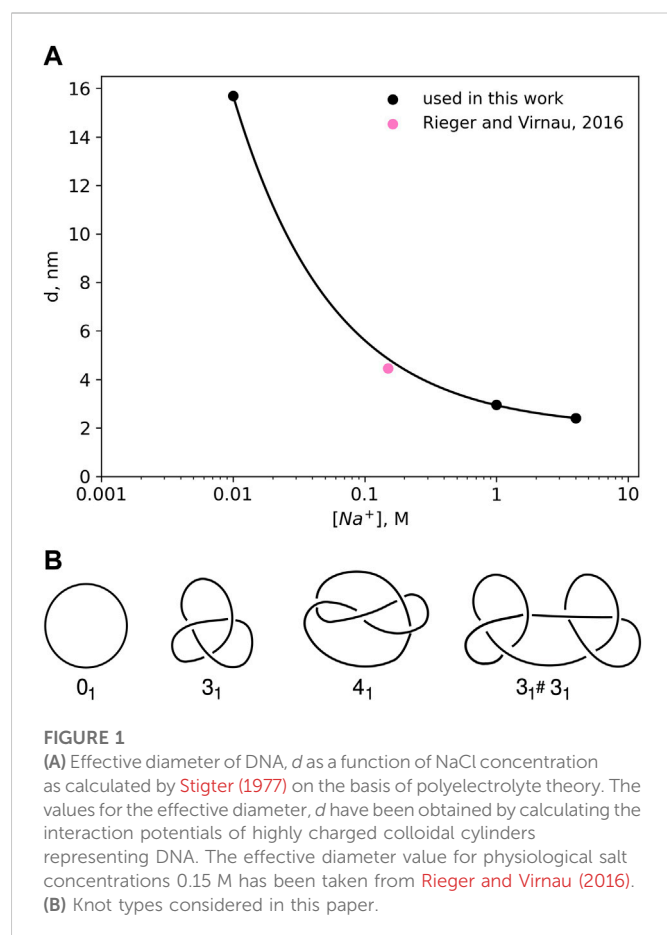 A
16
14
12
10
8
6
4
2
0
d, nm
used in this work
Rieger and Virnau, 2016
0.001
0.01
0.1
1
10
[Na⁺], M
B
0₁
3₁
4₁
3₁# 3₁
FIGURE 1
(A) Effective diameter of DNA, d as a function of NaCl concentration
as calculated by Stigter (1977) on the basis of polyelectrolyte theory. The
values for the effective diameter, d have been obtained by calculating the
interaction potentials of highly charged colloidal cylinders
representing DNA. The effective diameter value for physiological salt
concentrations 0.15 M has been taken from Rieger and Virnau (2016).
(B) Knot types considered in this paper.